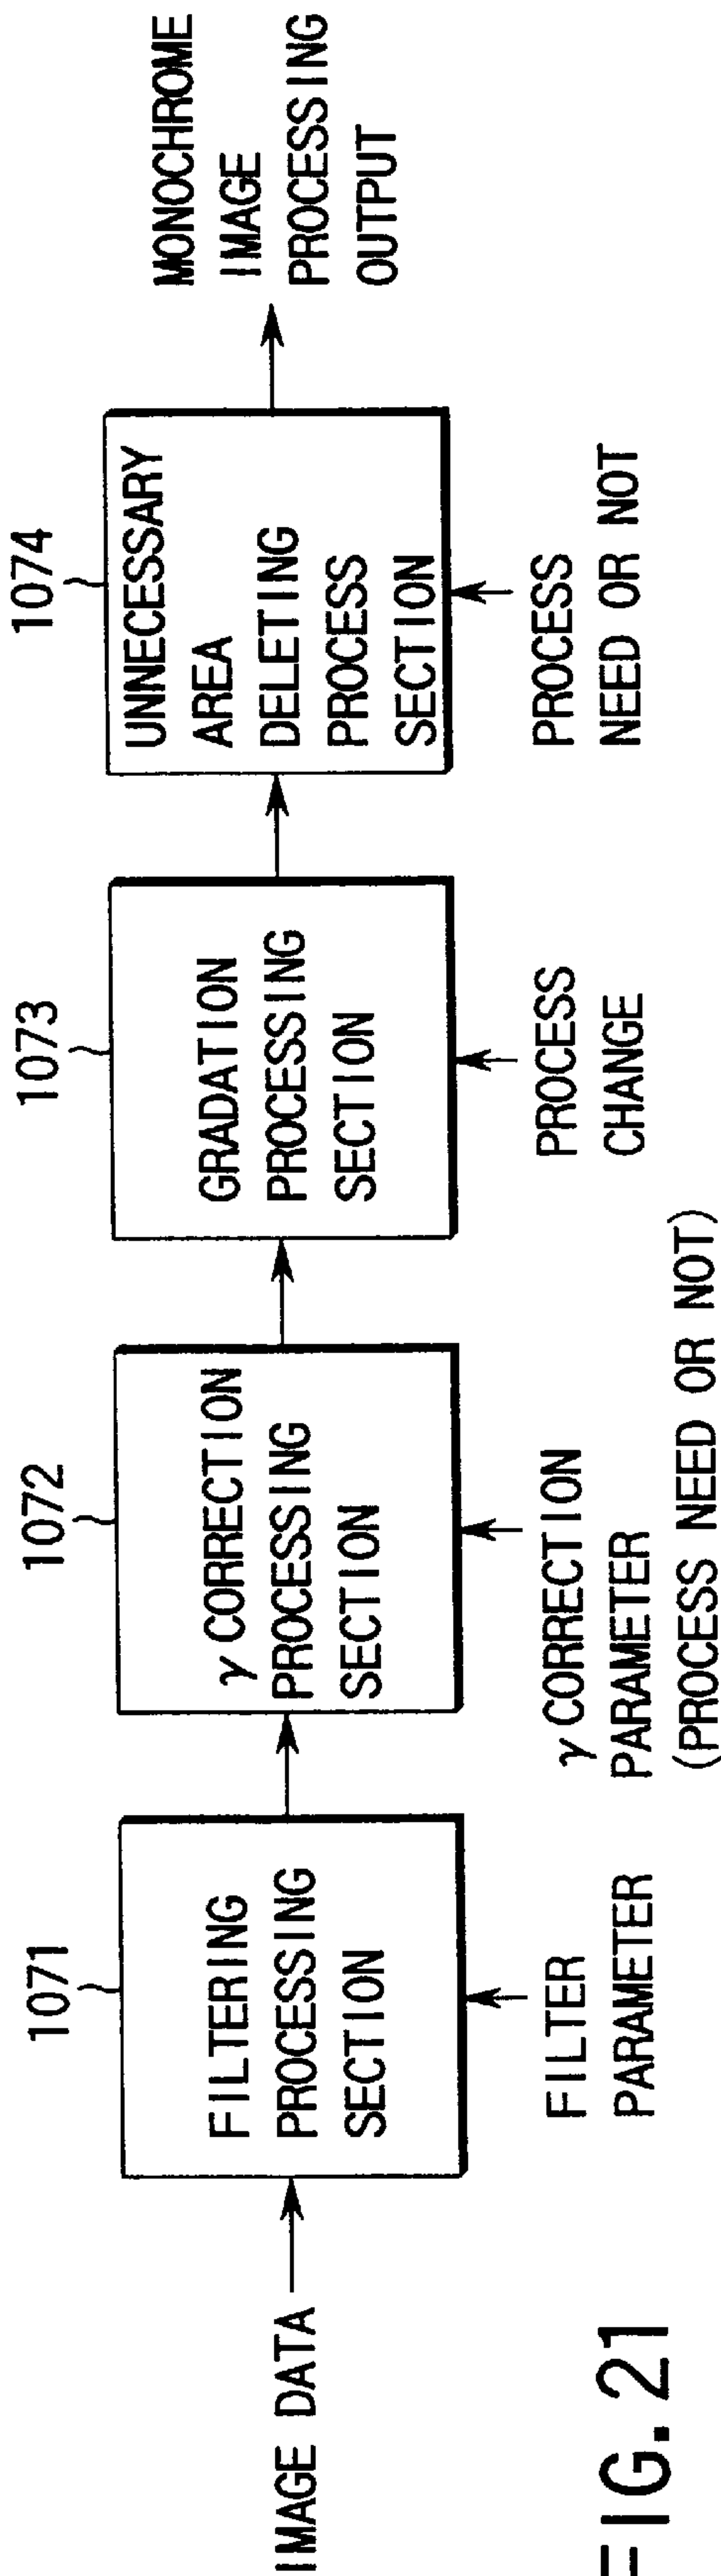 IMAGE DATA
1071
FILTERING
PROCESSING
SECTION
FILTER
PARAMETER
1072
γ CORRECTION
PROCESSING
SECTION
γ CORRECTION
PARAMETER
(PROCESS NEED OR NOT)
1073
GRADATION
PROCESSING
SECTION
PROCESS
CHANGE
1074
UNNECESSARY
AREA
DELETING
PROCESS
SECTION
PROCESS
NEED OR NOT
MONOCHROME
IMAGE
PROCESSING
OUTPUT
FIG. 21